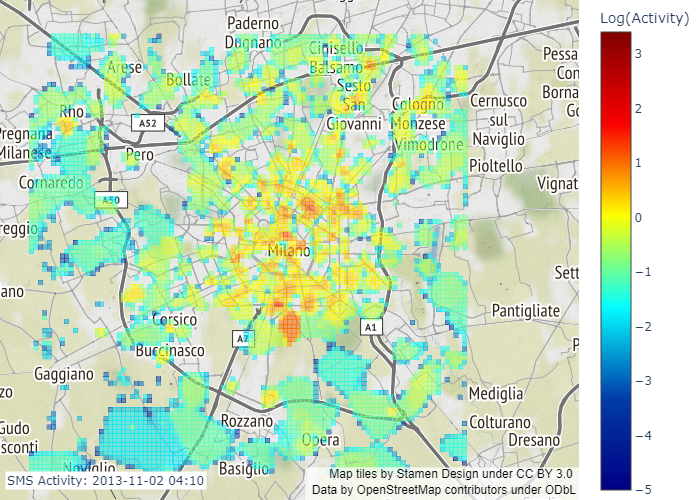 Paderno
Dugnano
Cinisello
Balsamo
Arese
Bollate
Sesto
San
Giovanni
Cologno
Monzese
Vimodrone
Cernusco
sul
Naviglio
Pioltello
Pessa
Con
Borna
Go
Rho
A52
Pregnana
Milanese
Pero
Cornaredo
A50
reggio
Vignat
Milano
Sett
ano
Pantigliate
Corsico
A7
A1
Buccinasco
P
Gaggiano
zo
Mediglia
Rozzano
Colturano
Gudo
sconti
Opera
Dresano
Noviglio
Basiglio
SMS Activity: 2013-11-02 04:10
Map tiles by Stamen Design under CC BY 3.0
Data by OpenStreetMap contributors under ODbL
Log(Activity)
3
2
1
0
−1
−2
−3
−4
−5